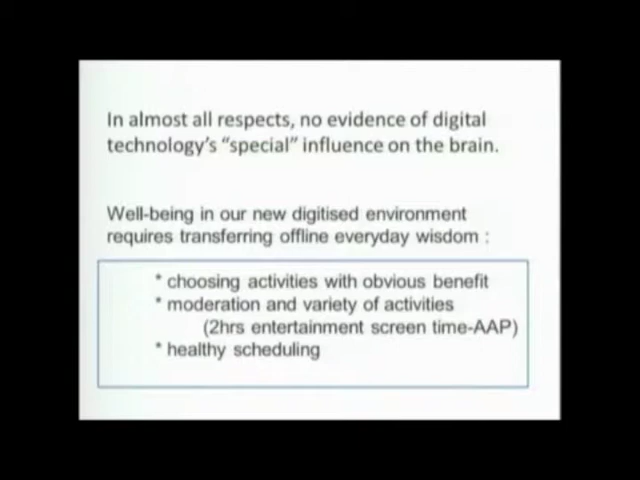 In almost all respects, no evidence of digital
technology's “special” influence on the brain.
Well-being in our new digitised environment
requires transferring offline everyday wisdom :
* choosing activities with obvious benefit
* moderation and variety of activities
(2hrs entertainment screen time-AAP)
* healthy scheduling